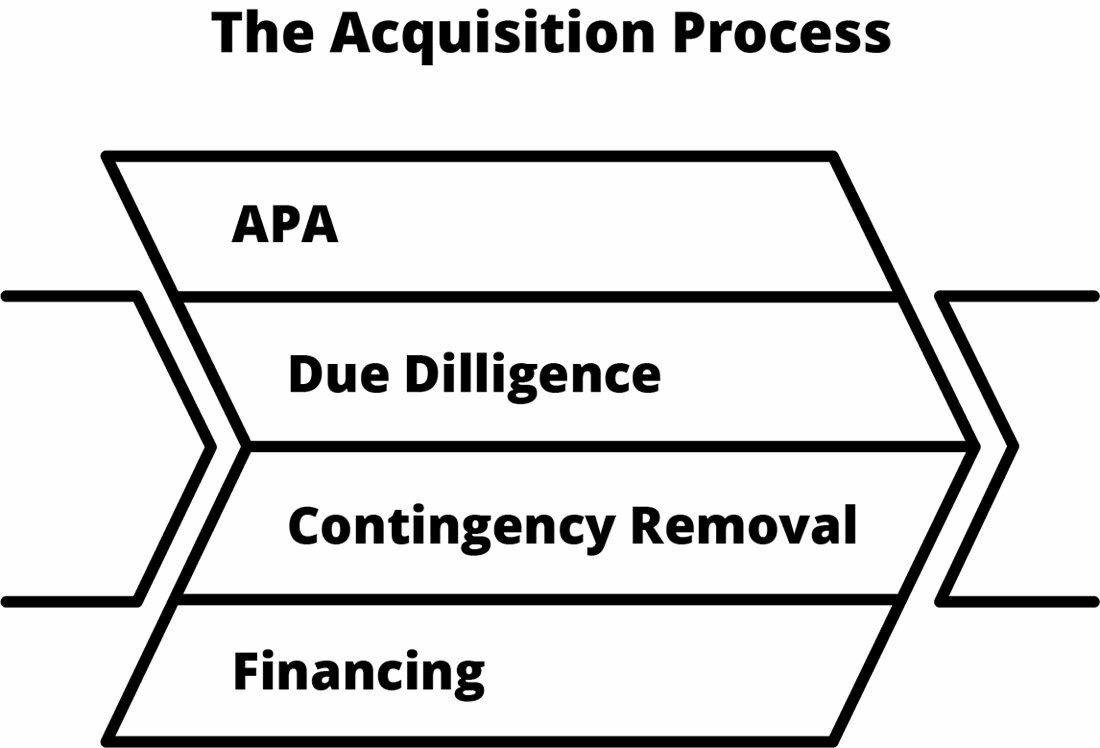 The Acquisition Process
APA
Due Dilligence
Contingency Removal
Financing